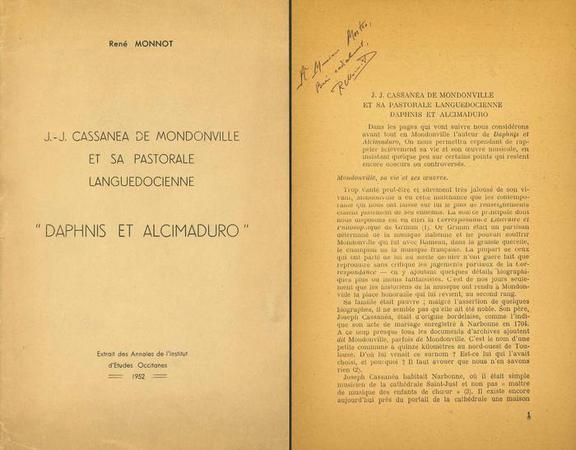 René MONNOT
J.-J. CASSANEA DE MONDONVILLE
ET SA PASTORALE
LANGUEDOCIENNE
" DAPHNIS ET ALCIMADURO "
Extrait des Annales de l'Institut
d'Etudes Occitanes
1952
J. J. CASSANÉA DE MONDONVILLE
ET SA PASTORALE LANGUEDOCIENNE
DAPHNIS ET ALCIMADURO
Dans les pages qui vont suivre nous considérons
avant tout en Mondonville l'auteur de Daphnis et
Alcimaduro. On nous permettra cependant de rap-
peler brièvement sa vie et son œuvre musicale, en
insistant quelque peu sur certains points qui restent
encore obscurs ou controversés.
Mondonville, sa vie et ses œuvres.
Trop vanté peut-être et sûrement très jalousé de son vi-
vant, Mondonville a eu cette malchance que les contempo-
rains qui nous ont laissé sur lui le plus de renseignements
étaient justement de ses ennemis. La source principale dont
nous disposons est en effet la Correspondance Littéraire et
Philosophique de Grimm (1). Or Grimm était un partisan
déterminé de la musique italienne et ne pouvait souffrir
Mondonville qui fut avec Rameau, dans la grande querelle,
le champion de la musique française. La plupart de ceux
qui ont parlé de lui au siècle dernier n'ont guère fait que
reproduire sans critique les jugements partiaux de la Cor-
respondance — en y ajoutant quelques détails biographi-
ques plus ou moins fantaisistes. C'est de nos jours seule-
ment que les historiens de la musique ont rendu à Mondon-
ville la place honorable qui lui revient, au second rang.
Sa famille était pauvre ; malgré l'assertion de quelques
biographes, il ne semble pas qu'elle ait été noble. Son père,
Joseph Cassanéa, était d'origine bordelaise, comme l'indi-
que son acte de mariage enregistré à Narbonne en 1704.
A ce nom presque tous les documents d'archives ajoutent
dit Mondonville, parfois de Mondonville. C'est le nom d'une
petite commune à quinze kilomètres au nord-ouest de Tou-
louse. D'où lui venait ce surnom ? Est-ce lui qui l'avait
choisi, et pourquoi ? Il faut avouer que nous n'en savons
rien (2).
Joseph Cassanéa habitait Narbonne, où il était simple
musicien de la cathédrale Saint-Just et non pas « maître
de musique des enfants de chœur » (3). Il existe encore
aujourd'hui près du portail de la cathédrale une maison